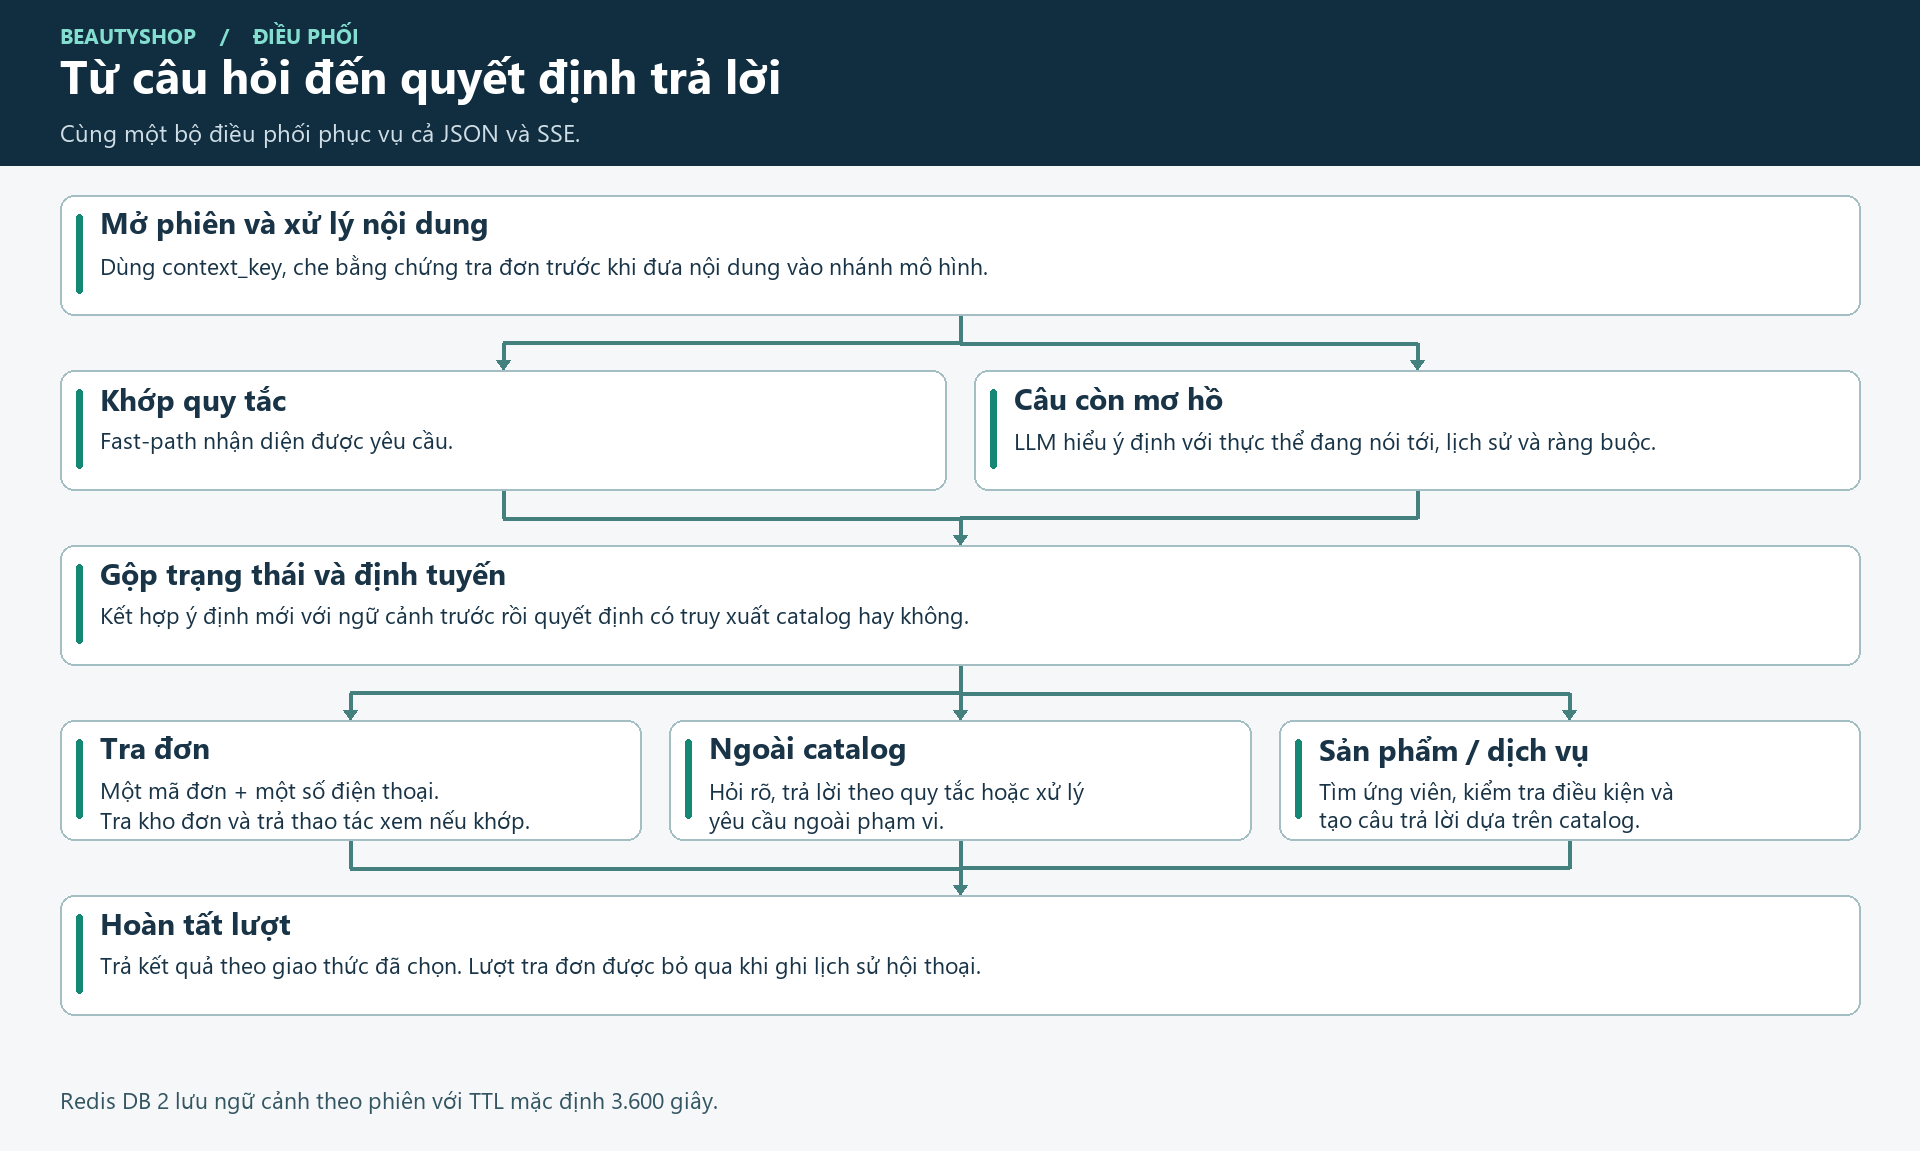 BEAUTYSHOP / ĐIỀU PHỐI
Từ câu hỏi đến quyết định trả lời
Cùng một bộ điều phối phục vụ cả JSON và SSE.
Mở phiên và xử lý nội dung
Dùng context_key, che bằng chứng tra đơn trước khi đưa nội dung vào nhánh mô hình.
Khớp quy tắc
Fast-path nhận diện được yêu cầu.
Câu còn mơ hồ
LLM hiểu ý định với thực thể đang nói tới, lịch sử và ràng buộc.
Gộp trạng thái và định tuyến
Kết hợp ý định mới với ngữ cảnh trước rồi quyết định có truy xuất catalog hay không.
Tra đơn
Một mã đơn + một số điện thoại.
Tra kho đơn và trả thao tác xem nếu khớp.
Ngoài catalog
Hỏi rõ, trả lời theo quy tắc hoặc xử lý
yêu cầu ngoài phạm vi.
Sản phẩm / dịch vụ
Tìm ứng viên, kiểm tra điều kiện và
tạo câu trả lời dựa trên catalog.
Hoàn tất lượt
Trả kết quả theo giao thức đã chọn. Lượt tra đơn được bỏ qua khi ghi lịch sử hội thoại.
Redis DB 2 lưu ngữ cảnh theo phiên với TTL mặc định 3.600 giây.